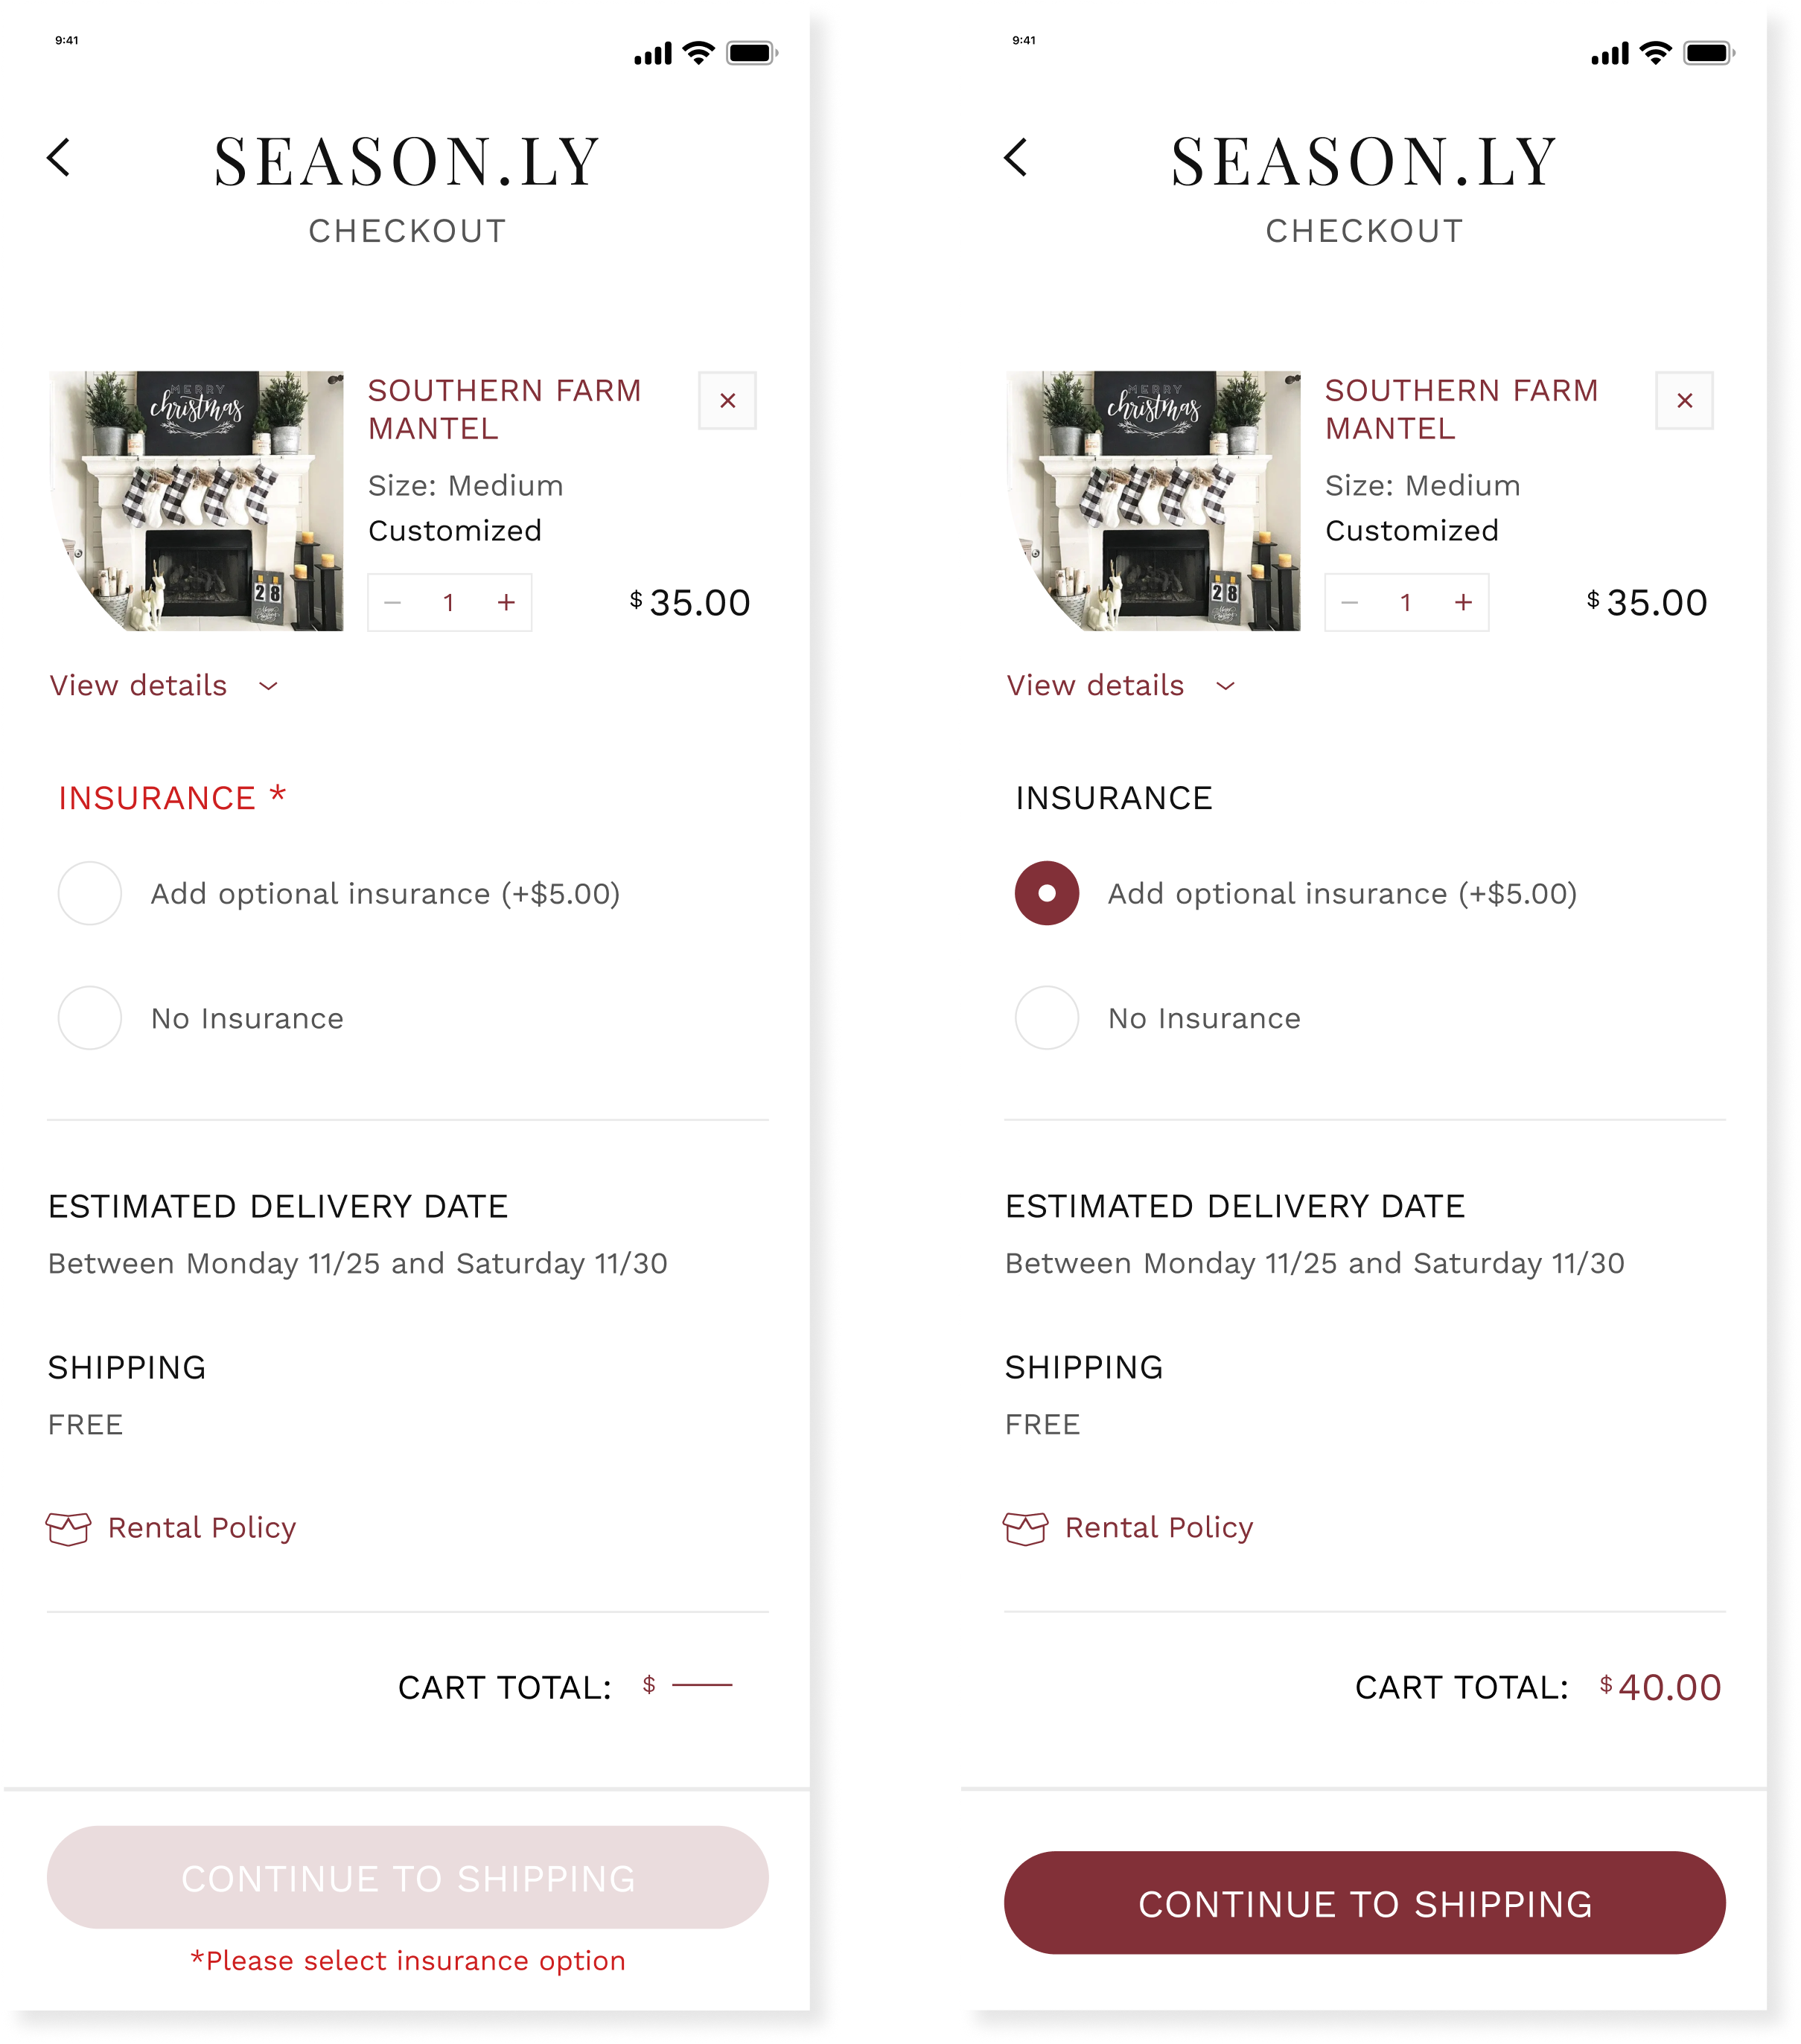 9:41
SEASON.LY
CHECKOUT
MERRY
christmas
28
SOUTHERN FARM
MANTEL
Size: Medium
Customized
− 1 +
$35.00
View details
INSURANCE *
Add optional insurance (+$5.00)
No Insurance
ESTIMATED DELIVERY DATE
Between Monday 11/25 and Saturday 11/30
SHIPPING
FREE
Rental Policy
CART TOTAL: $ —
CONTINUE TO SHIPPING
*Please select insurance option
9:41
SEASON.LY
CHECKOUT
MERRY
christmas
28
SOUTHERN FARM
MANTEL
Size: Medium
Customized
− 1 +
$35.00
View details
INSURANCE
Add optional insurance (+$5.00)
No Insurance
ESTIMATED DELIVERY DATE
Between Monday 11/25 and Saturday 11/30
SHIPPING
FREE
Rental Policy
CART TOTAL: $40.00
CONTINUE TO SHIPPING